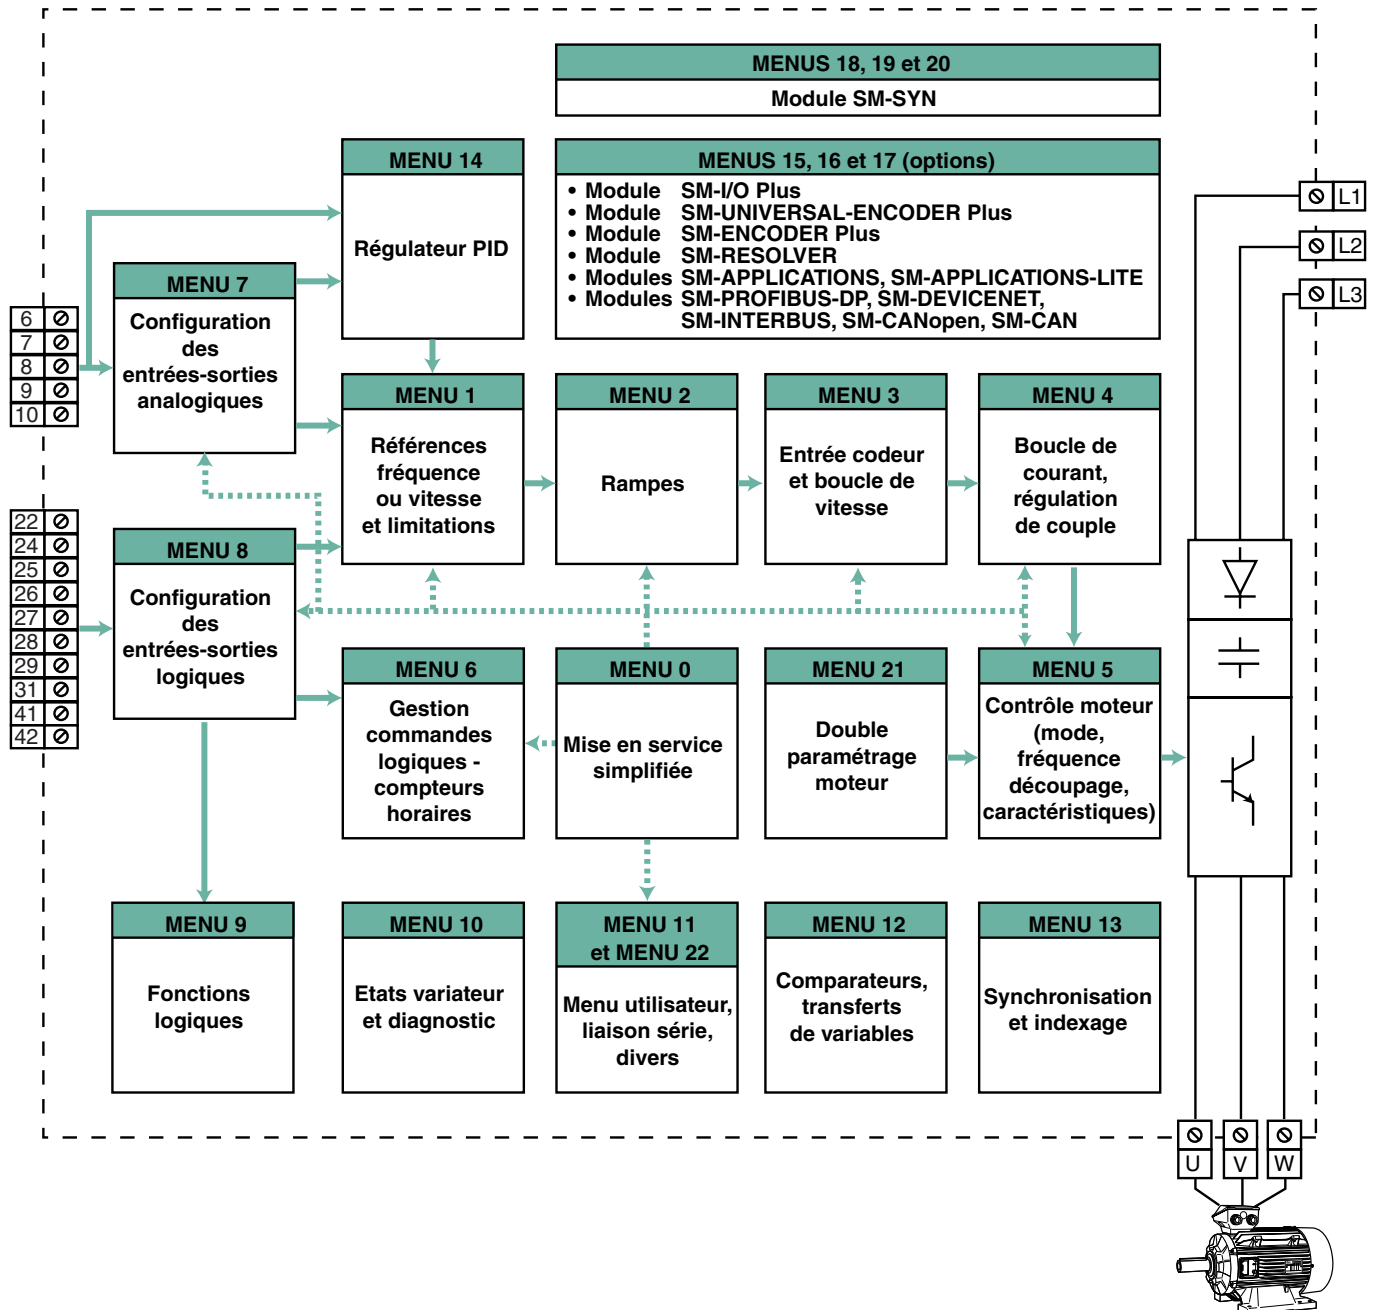 MENUS 18, 19 et 20
Module SM-SYN
MENU 14
Régulateur PID
MENUS 15, 16 et 17 (options)
• Module SM-I/O Plus
• Module SM-UNIVERSAL-ENCODER Plus
• Module SM-ENCODER Plus
• Module SM-RESOLVER
• Modules SM-APPLICATIONS, SM-APPLICATIONS-LITE
• Modules SM-PROFIBUS-DP, SM-DEVICENET,
SM-INTERBUS, SM-CANopen, SM-CAN
L1
L2
L3
6
7
8
9
10
MENU 7
Configuration
des
entrées-sorties
analogiques
MENU 1
Références
fréquence
ou vitesse
et limitations
MENU 2
Rampes
MENU 3
Entrée codeur
et boucle de
vitesse
MENU 4
Boucle de
courant,
régulation
de couple
22
24
25
26
27
28
29
31
41
42
MENU 8
Configuration
des
entrées-sorties
logiques
MENU 6
Gestion
commandes
logiques -
compteurs
horaires
MENU 0
Mise en service
simplifiée
MENU 21
Double
paramétrage
moteur
MENU 5
Contrôle moteur
(mode,
fréquence
découpage,
caractéristiques)
MENU 9
Fonctions
logiques
MENU 10
Etats variateur
et diagnostic
MENU 11
et MENU 22
Menu utilisateur,
liaison série,
divers
MENU 12
Comparateurs,
transferts
de variables
MENU 13
Synchronisation
et indexage
U
V
W